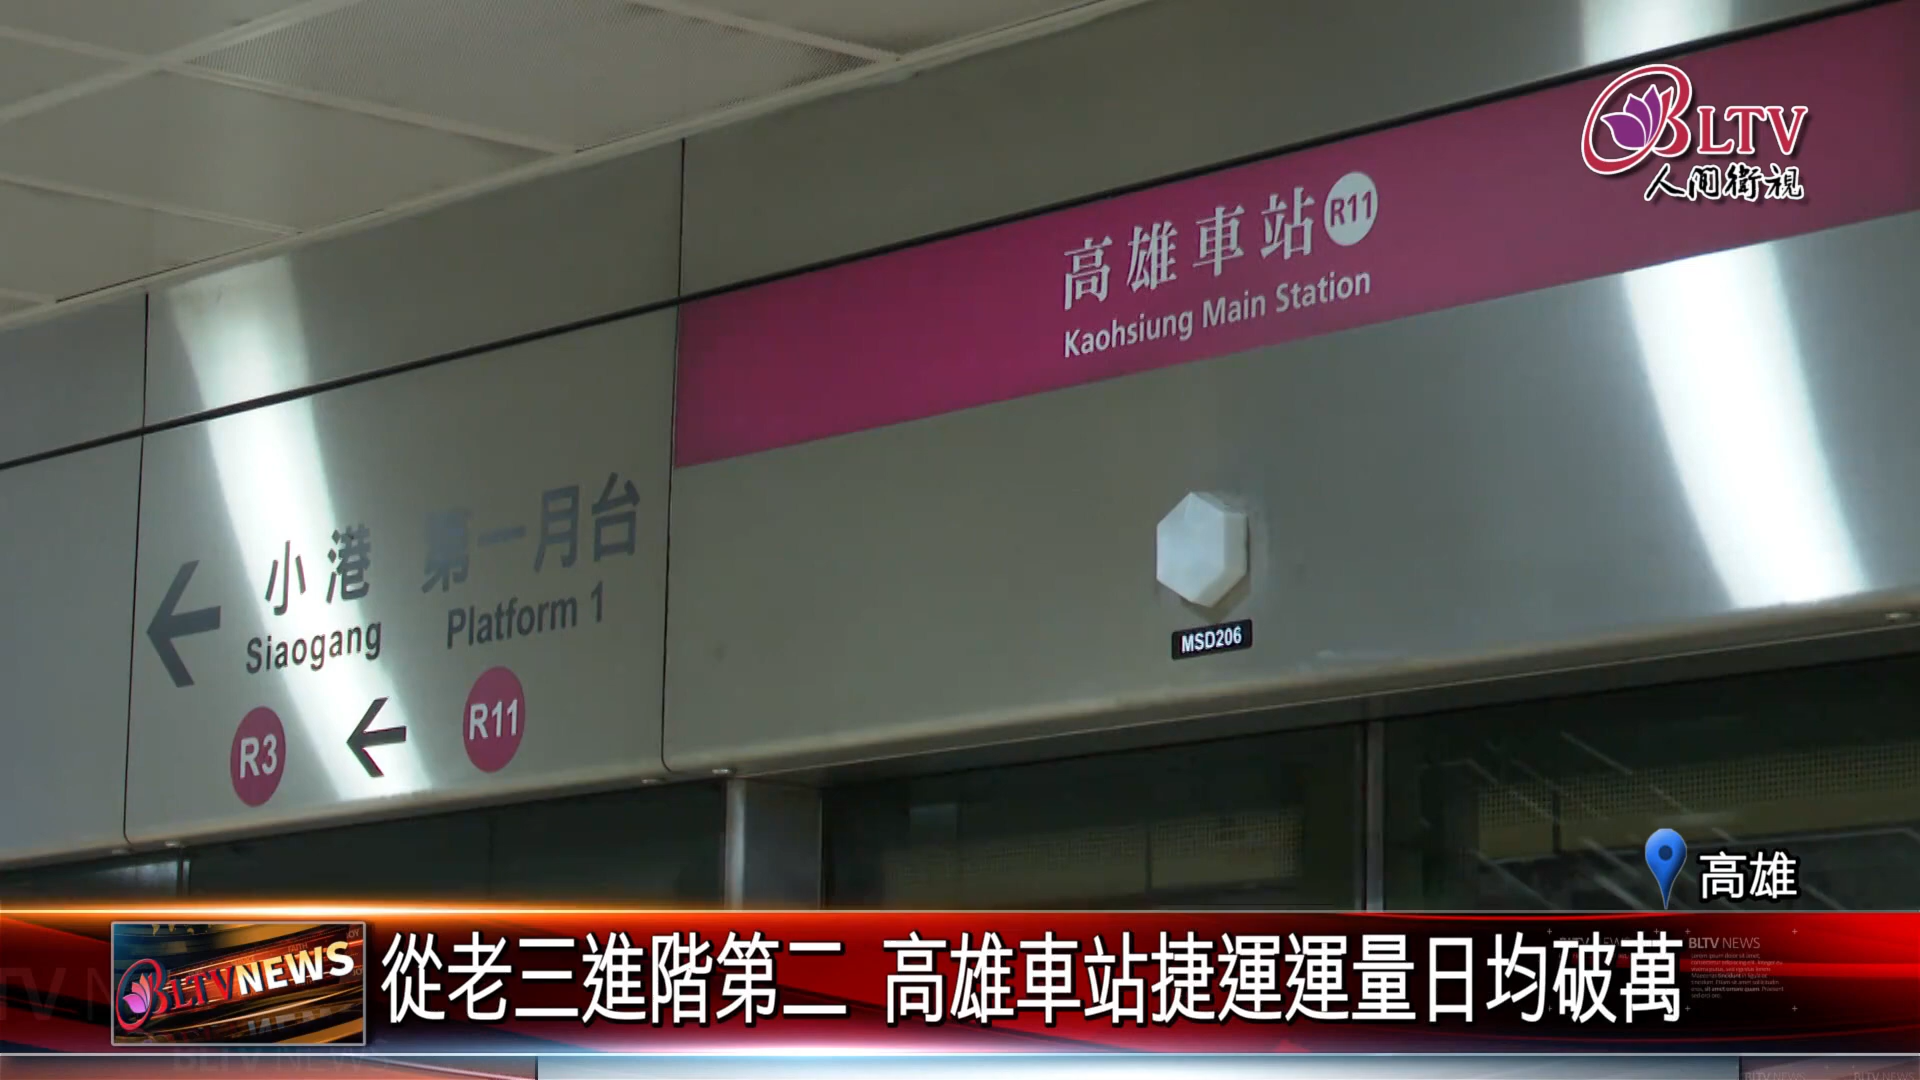 BLTV
人間衛視
高雄車站 R11
Kaohsiung Main Station
小港 第一月台
Siaogang Platform 1
R3 R11
MSD206
高雄
BLTV NEWS
從老三進階第二 高雄車站捷運運量日均破萬
BLTV NEWS